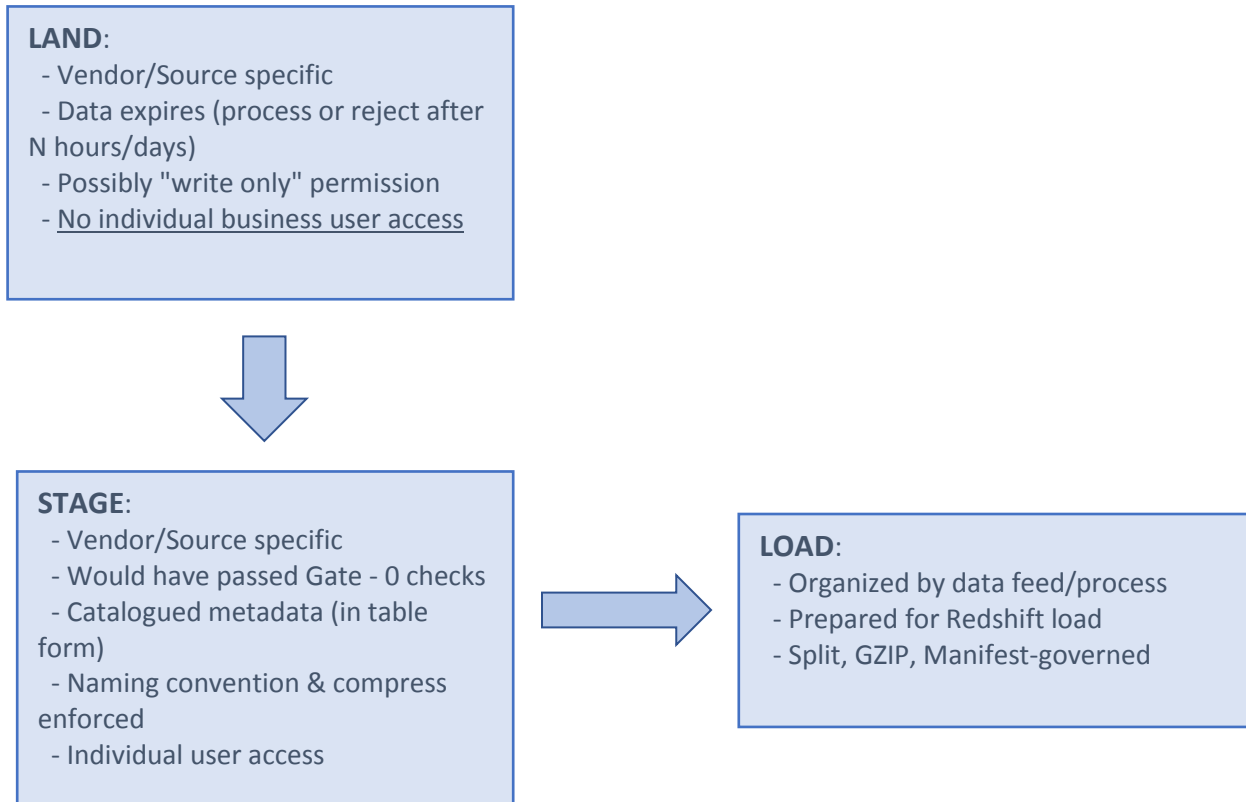 LAND:
- Vendor/Source specific
- Data expires (process or reject after
N hours/days)
- Possibly "write only" permission
- No individual business user access
STAGE:
- Vendor/Source specific
- Would have passed Gate - 0 checks
- Catalogued metadata (in table
form)
- Naming convention & compress
enforced
- Individual user access
LOAD:
- Organized by data feed/process
- Prepared for Redshift load
- Split, GZIP, Manifest-governed